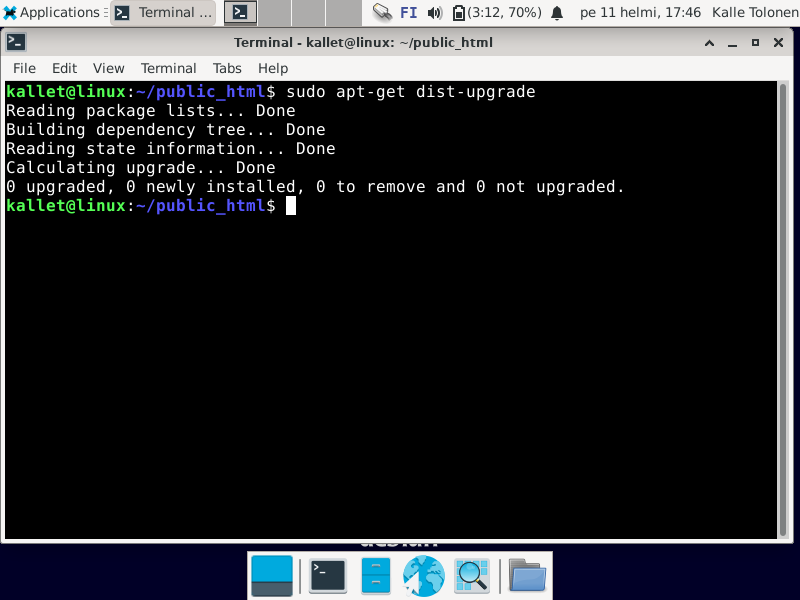 Applications Terminal ... FI (3:12, 70%) pe 11 helmi, 17:46 Kalle Tolonen
Terminal - kallet@linux: ~/public_html
File Edit View Terminal Tabs Help
kallet@linux:~/public_html$ sudo apt-get dist-upgrade
Reading package lists... Done
Building dependency tree... Done
Reading state information... Done
Calculating upgrade... Done
0 upgraded, 0 newly installed, 0 to remove and 0 not upgraded.
kallet@linux:~/public_html$